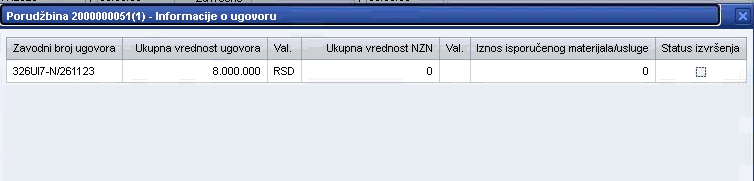 Porudžbina 2000000051(1) - Informacije o ugovoru
Zavodni broj ugovora Ukupna vrednost ugovora Val. Ukupna vrednost NZN Val. Iznos isporučenog materijala/usluge Status izvršenja
326UI7-N/261123 8.000.000 RSD 0 0